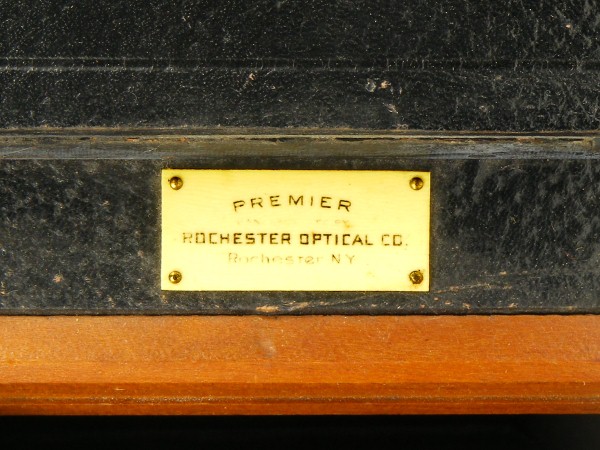 PREMIER
ROCHESTER OPTICAL CO.
Rochester N.Y.